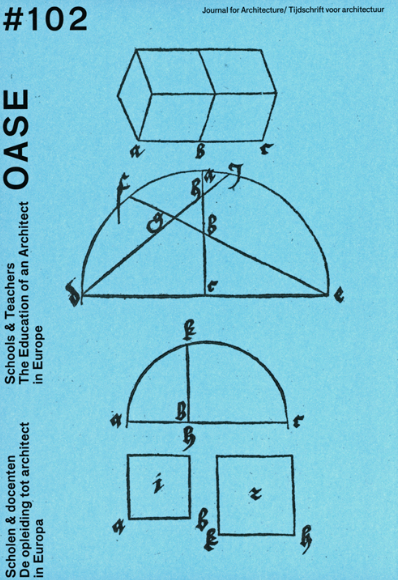 #102
Journal for Architecture/ Tijdschrift voor architectuur
OASE
Schools & Teachers
The Education of an Architect
in Europe
Scholen & docenten
De opleiding tot architect
in Europa
a b c
a
b
c
d
e
f
g
h
k
a
b
h
c
i
a
b
z
k
h